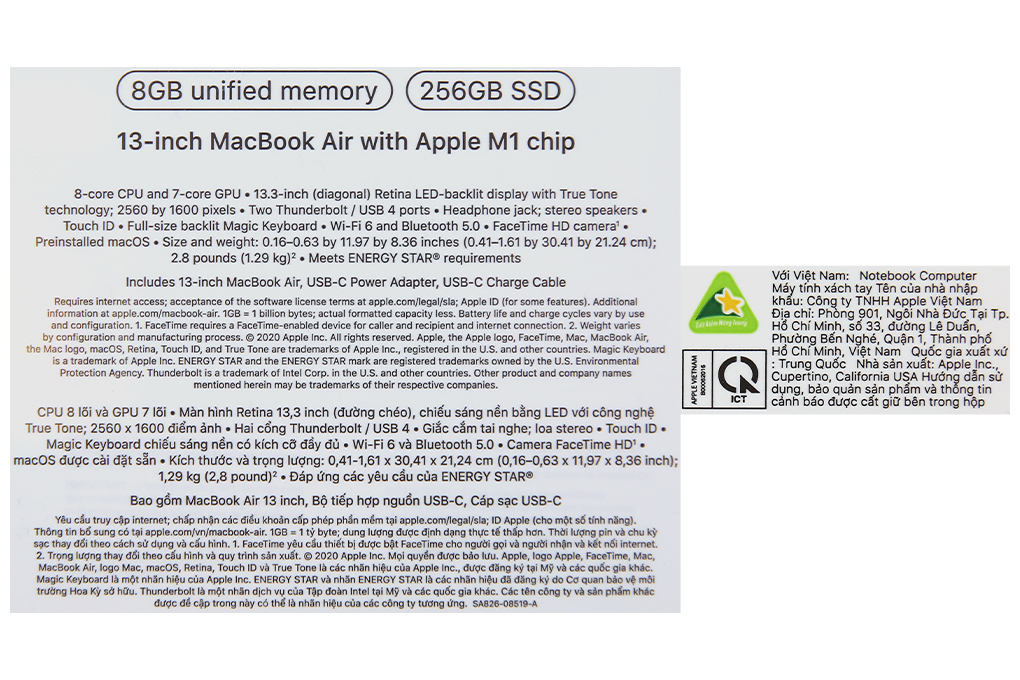 8GB unified memory
256GB SSD
13-inch MacBook Air with Apple M1 chip
8-core CPU and 7-core GPU • 13.3-inch (diagonal) Retina LED-backlit display with True Tone
technology; 2560 by 1600 pixels • Two Thunderbolt / USB 4 ports • Headphone jack; stereo speakers •
Touch ID • Full-size backlit Magic Keyboard • Wi-Fi 6 and Bluetooth 5.0 • FaceTime HD camera¹ •
Preinstalled macOS • Size and weight: 0.16–0.63 by 11.97 by 8.36 inches (0.41–1.61 by 30.41 by 21.24 cm);
2.8 pounds (1.29 kg)² • Meets ENERGY STAR® requirements
Includes 13-inch MacBook Air, USB-C Power Adapter, USB-C Charge Cable
Requires internet access; acceptance of the software license terms at apple.com/legal/sla; Apple ID (for some features). Additional
information at apple.com/macbook-air. 1GB = 1 billion bytes; actual formatted capacity less. Battery life and charge cycles vary by use
and configuration. 1. FaceTime requires a FaceTime-enabled device for caller and recipient and internet connection. 2. Weight varies
by configuration and manufacturing process. © 2020 Apple Inc. All rights reserved. Apple, the Apple logo, FaceTime, Mac, MacBook Air,
the Mac logo, macOS, Retina, Touch ID, and True Tone are trademarks of Apple Inc., registered in the U.S. and other countries. Magic Keyboard
is a trademark of Apple Inc. ENERGY STAR and the ENERGY STAR mark are registered trademarks owned by the U.S. Environmental
Protection Agency. Thunderbolt is a trademark of Intel Corp. in the U.S. and other countries. Other product and company names
mentioned herein may be trademarks of their respective companies.
CPU 8 lõi và GPU 7 lõi • Màn hình Retina 13,3 inch (đường chéo), chiếu sáng nền bằng LED với công nghệ
True Tone; 2560 x 1600 điểm ảnh • Hai cổng Thunderbolt / USB 4 • Giắc cắm tai nghe; loa stereo • Touch ID •
Magic Keyboard chiếu sáng nền có kích cỡ đầy đủ • Wi-Fi 6 và Bluetooth 5.0 • Camera FaceTime HD¹ •
macOS được cài đặt sẵn • Kích thước và trọng lượng: 0,41-1,61 x 30,41 x 21,24 cm (0,16–0,63 x 11,97 x 8,36 inch);
1,29 kg (2,8 pound)² • Đáp ứng các yêu cầu của ENERGY STAR®
Bao gồm MacBook Air 13 inch, Bộ tiếp hợp nguồn USB-C, Cáp sạc USB-C
Yêu cầu truy cập internet; chấp nhận các điều khoản cấp phép phần mềm tại apple.com/legal/sla; ID Apple (cho một số tính năng).
Thông tin bổ sung có tại apple.com/vn/macbook-air. 1GB = 1 tỷ byte; dung lượng được định dạng thực tế thấp hơn. Thời lượng pin và chu kỳ
sạc thay đổi theo cách sử dụng và cấu hình. 1. FaceTime yêu cầu thiết bị được bật FaceTime cho người gọi và người nhận và kết nối internet.
2. Trọng lượng thay đổi theo cấu hình và quy trình sản xuất. © 2020 Apple Inc. Mọi quyền được bảo lưu. Apple, logo Apple, FaceTime, Mac,
MacBook Air, logo Mac, macOS, Retina, Touch ID và True Tone là các nhãn hiệu của Apple Inc., được đăng ký tại Mỹ và các quốc gia khác.
Magic Keyboard là một nhãn hiệu của Apple Inc. ENERGY STAR và nhãn ENERGY STAR là các nhãn hiệu đã đăng ký do Cơ quan bảo vệ môi
trường Hoa Kỳ sở hữu. Thunderbolt là một nhãn dịch vụ của Tập đoàn Intel tại Mỹ và các quốc gia khác. Các tên công ty và sản phẩm khác
được đề cập trong này có thể là nhãn hiệu của các công ty tương ứng. SA826-08519-A
Tiết Kiệm Năng Lượng
APPLE VIETNAM
B00062016
ICT
Với Việt Nam: Notebook Computer
Máy tính xách tay Tên của nhà nhập
khẩu: Công ty TNHH Apple Việt Nam
Địa chỉ: Phòng 901, Ngôi Nhà Đức Tại Tp.
Hồ Chí Minh, số 33, đường Lê Duẩn,
Phường Bến Nghé, Quận 1, Thành phố
Hồ Chí Minh, Việt Nam Quốc gia xuất xứ
: Trung Quốc Nhà sản xuất: Apple Inc.,
Cupertino, California USA Hướng dẫn sử
dụng, bảo quản sản phẩm và thông tin
cảnh báo được cất giữ bên trong hộp